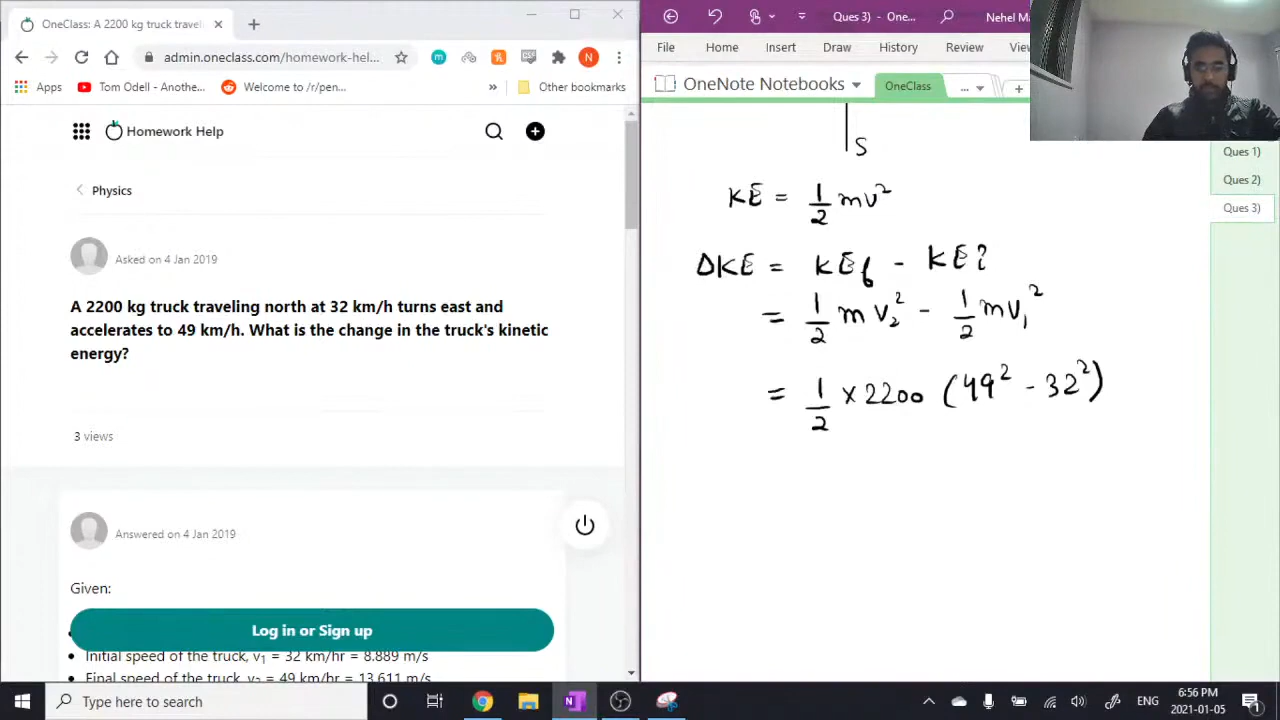 OneClass: A 2200 kg truck travel
admin.oneclass.com/homework-hel...
N
Apps
Tom Odell - Anothe...
Welcome to /r/pen...
»
Other bookmarks
Homework Help
Physics
Asked on 4 Jan 2019
A 2200 kg truck traveling north at 32 km/h turns east and
accelerates to 49 km/h. What is the change in the truck's kinetic
energy?
3 views
Answered on 4 Jan 2019
Given:
Log in or Sign up
Initial speed of the truck, v1 = 32 km/hr = 8.889 m/s
Final speed of the truck, v2 = 49 km/hr = 13.611 m/s
Ques 3) - One...
Nehel Ma
File
Home
Insert
Draw
History
Review
View
OneNote Notebooks
OneClass
...
Ques 1)
Ques 2)
Ques 3)
S
KE = 1/2 mv²
ΔKE = KEf - KEi
= 1/2 mv₂² - 1/2 mv₁²
= 1/2 × 2200 (49² - 32²)
Type here to search
ENG
6:56 PM
2021-01-05
1